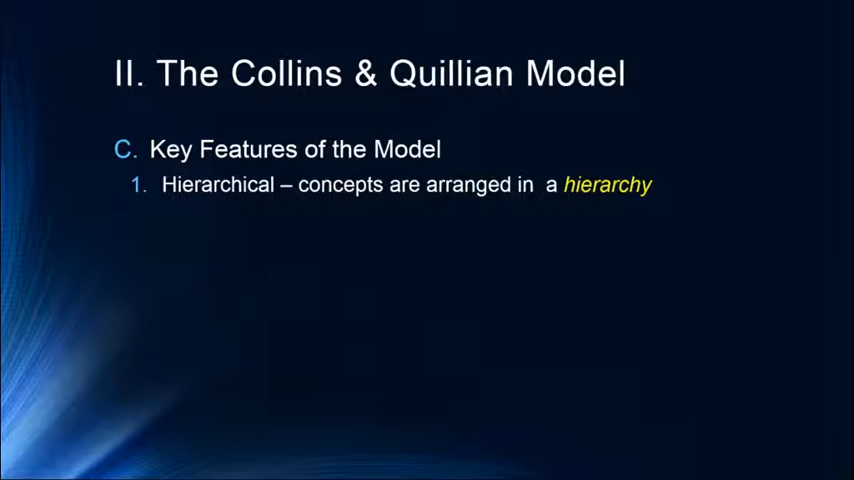 II. The Collins & Quillian Model
C. Key Features of the Model
1. Hierarchical – concepts are arranged in a hierarchy